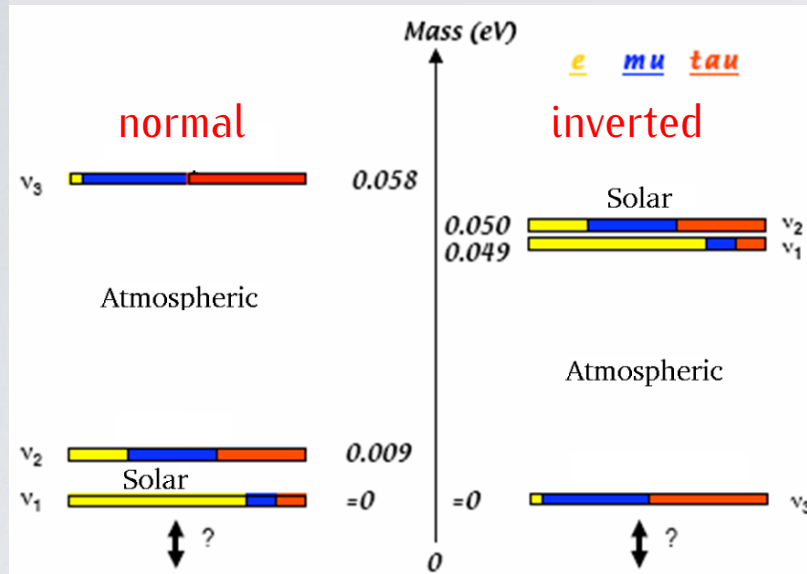 Mass (eV)
e mu tau
normal
inverted
ν3
0.058
Solar
0.050
ν2
0.049
ν1
Atmospheric
Atmospheric
ν2
0.009
Solar
ν1
=0
=0
ν3
?
?
0